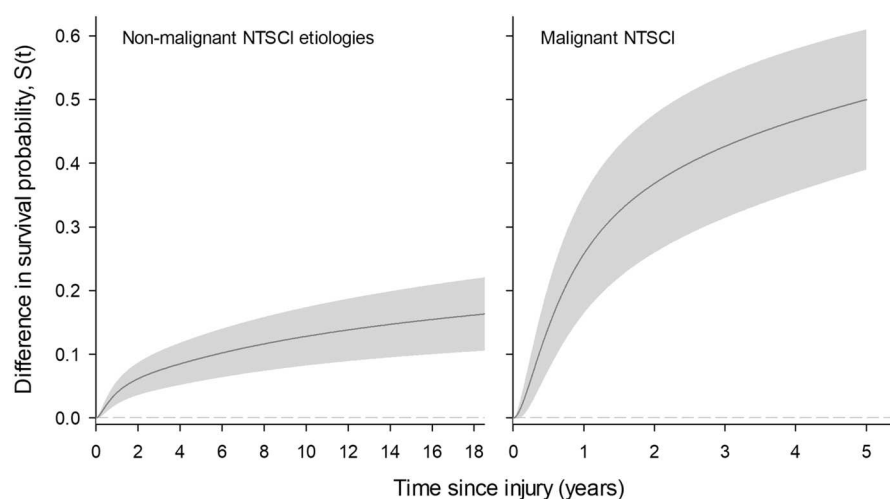 Non-malignant NTSCI etiologies
Malignant NTSCI
Difference in survival probability, S(t)
0.6
0.5
0.4
0.3
0.2
0.1
0.0
0 2 4 6 8 10 12 14 16 18
0 1 2 3 4 5
Time since injury (years)